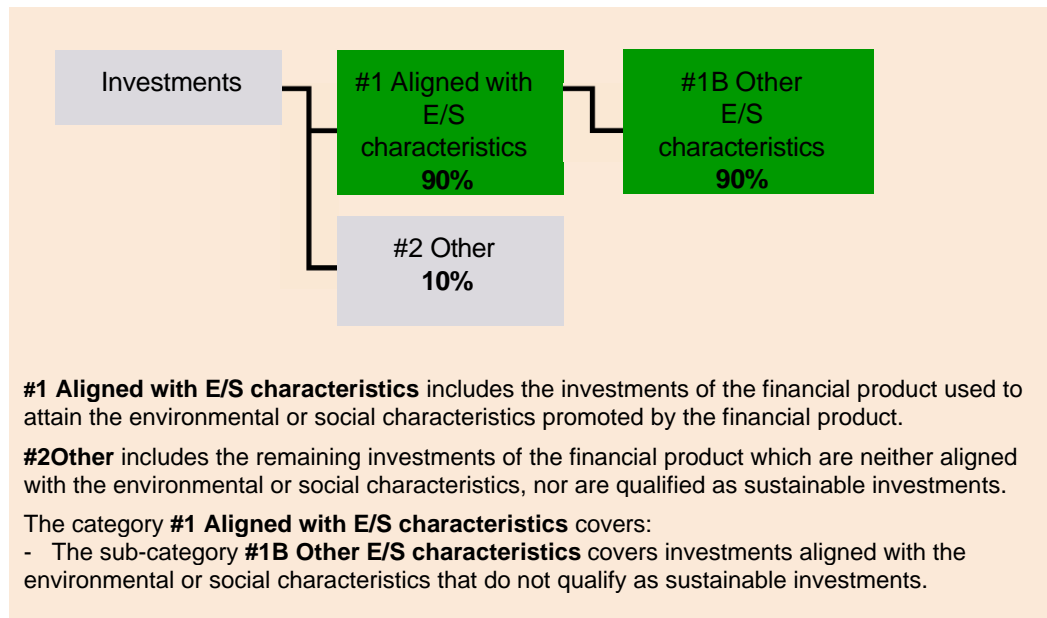 Investments
#1 Aligned with
E/S
characteristics
90%
#1B Other
E/S
characteristics
90%
#2 Other
10%
#1 Aligned with E/S characteristics includes the investments of the financial product used to
attain the environmental or social characteristics promoted by the financial product.
#2Other includes the remaining investments of the financial product which are neither aligned
with the environmental or social characteristics, nor are qualified as sustainable investments.
The category #1 Aligned with E/S characteristics covers:
- The sub-category #1B Other E/S characteristics covers investments aligned with the
environmental or social characteristics that do not qualify as sustainable investments.